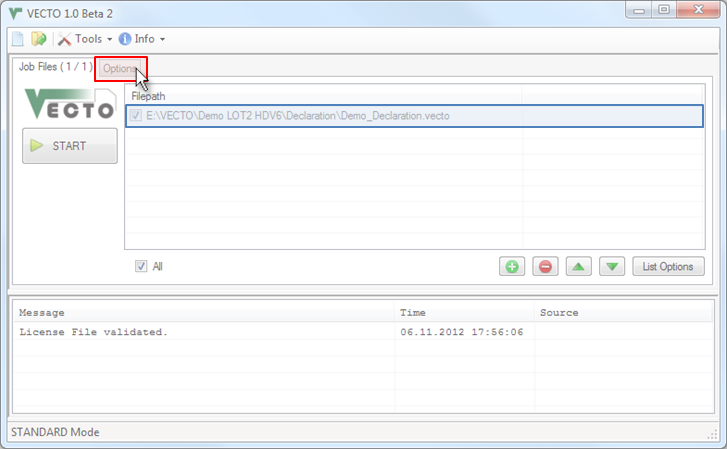 VECTO 1.0 Beta 2
Tools Info
Job Files ( 1 / 1 ) Options
VECTO
Filepath
E:\VECTO\Demo LOT2 HDV6\Declaration\Demo_Declaration.vecto
START
All
List Options
Message Time Source
License File validated. 06.11.2012 17:56:06
STANDARD Mode